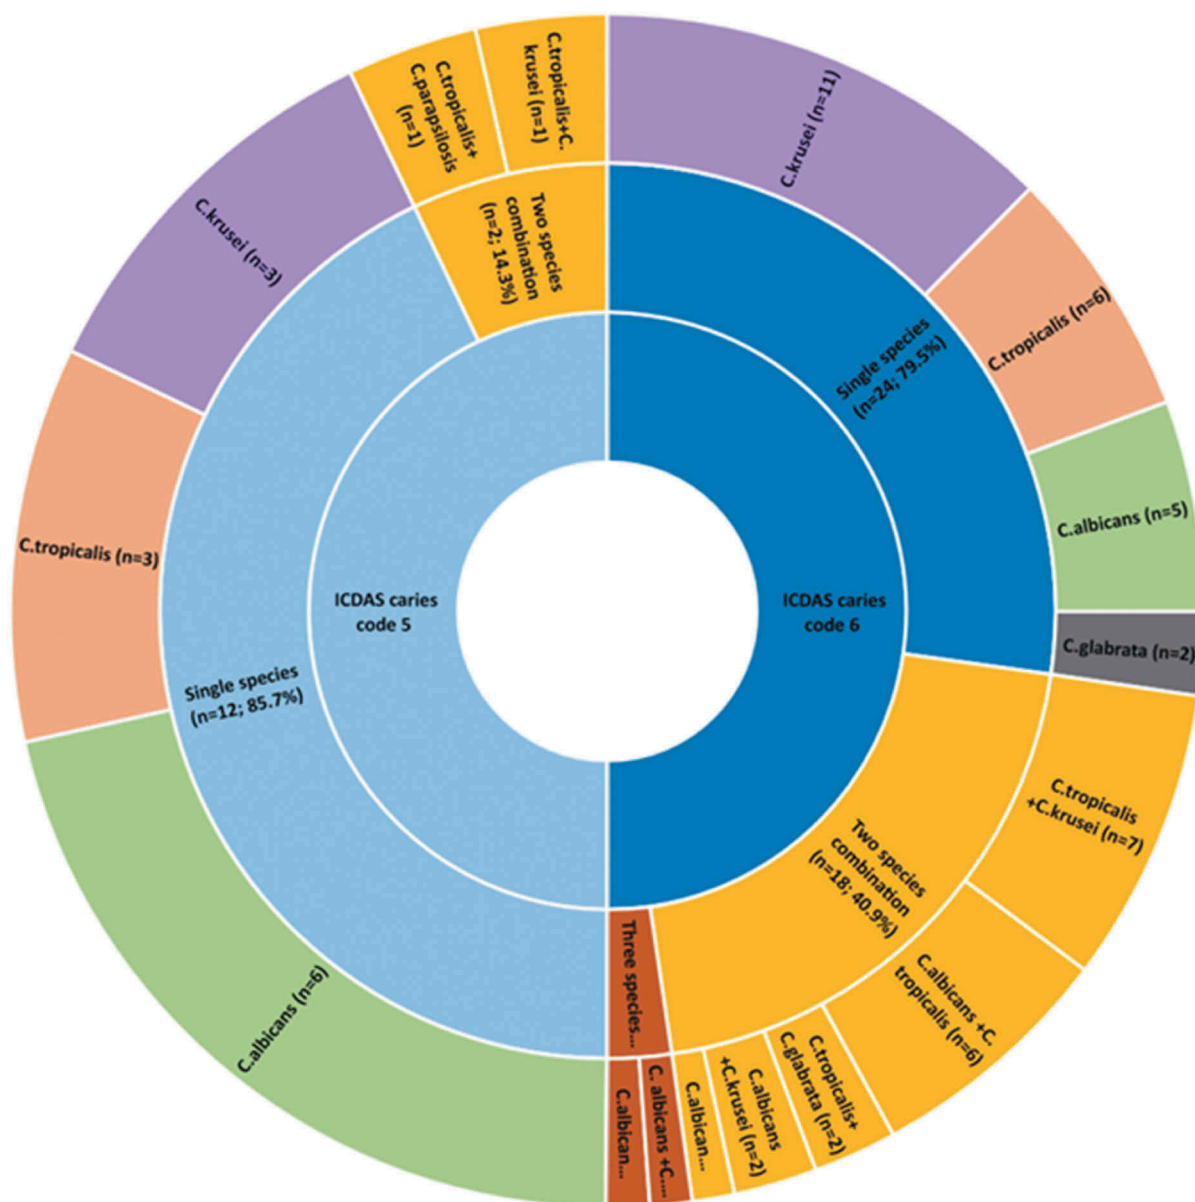 C.tropicalis+
C.parapsilosis
(n=1)
C.tropicalis+C.
krusei (n=1)
C.krusei (n=11)
C.krusei (n=3)
Two species
combination
(n=2; 14.3%)
C.tropicalis (n=6)
Single species
(n=24; 79.5%)
C.albicans (n=5)
C.tropicalis (n=3)
ICDAS caries
code 5
ICDAS caries
code 6
C.glabrata (n=2)
Single species
(n=12; 85.7%)
C.tropicalis
+C.krusei (n=7)
Two species
combination
(n=18; 40.9%)
C.albicans +C.
tropicalis (n=6)
Three species...
C.albicans (n=6)
C.tropicalis+
C.glabrata (n=2)
C.albicans
+C.krusei (n=2)
C.albican...
C. albicans +C....
C.albican...